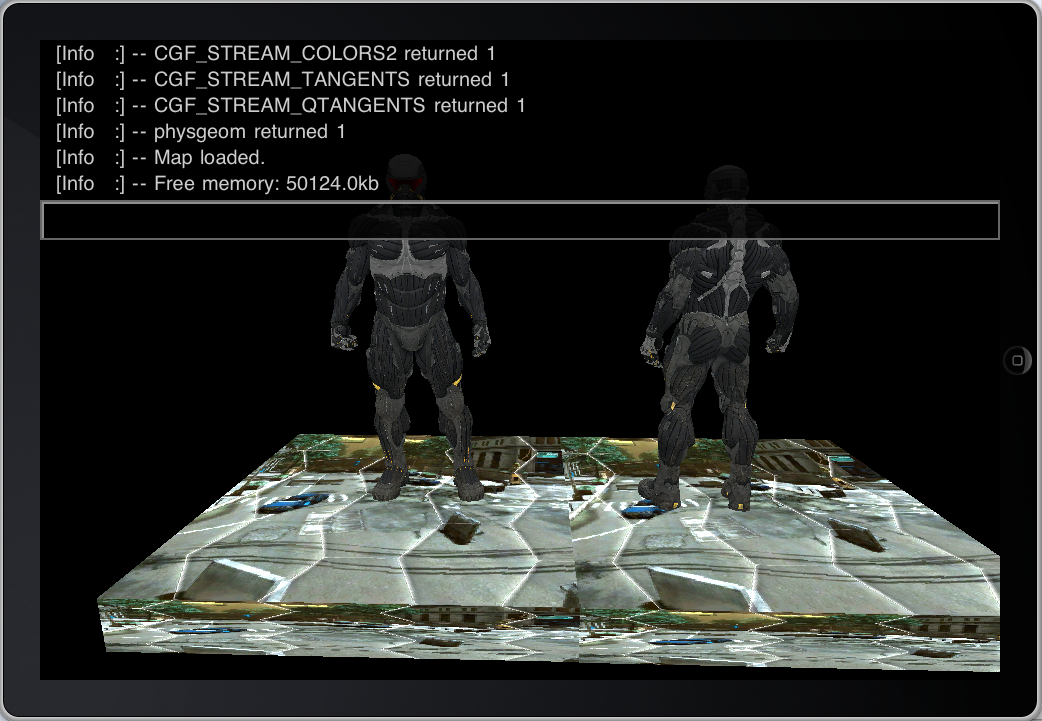 [Info :] -- CGF_STREAM_COLORS2 returned 1
[Info :] -- CGF_STREAM_TANGENTS returned 1
[Info :] -- CGF_STREAM_QTANGENTS returned 1
[Info :] -- physgeom returned 1
[Info :] -- Map loaded.
[Info :] -- Free memory: 50124.0kb